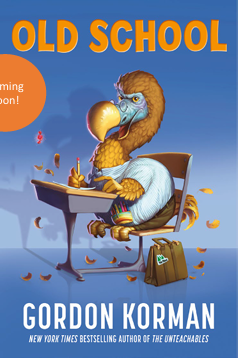 OLD SCHOOL
ming
oon!
GORDON KORMAN
NEW YORK TIMES BESTSELLING AUTHOR OF THE UNTEACHABLES